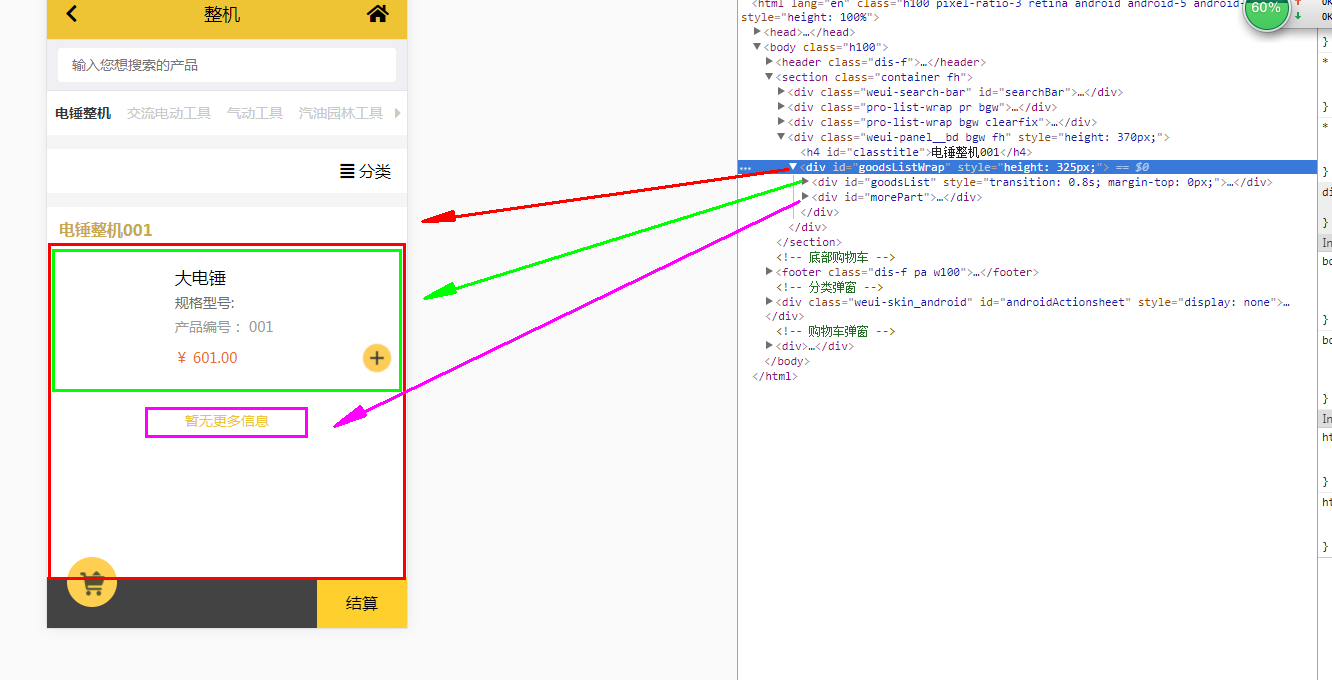 整机
输入您想搜索的产品
电锤整机 交流电动工具 气动工具 汽油园林工具
分类
电锤整机001
大电锤
规格型号:
产品编号： 001
￥ 601.00
暂无更多信息
结算
<html lang="en" class="h100 pixel-ratio-3 retina android android-5 android-
style="height: 100%">
<head>…</head>
<body class="h100">
<header class="dis-f">…</header>
<section class="container fh">
<div class="weui-search-bar" id="searchBar">…</div>
<div class="pro-list-wrap pr bgw">…</div>
<div class="pro-list-wrap bgw clearfix">…</div>
<div class="weui-panel__bd bgw fh" style="height: 370px;">
<h4 id="classtitle">电锤整机001</h4>
<div id="goodsListWrap" style="height: 325px;"> == $0
<div id="goodsList" style="transition: 0.8s; margin-top: 0px;">…</div>
<div id="morePart">…</div>
</div>
</div>
</section>
<!-- 底部购物车 -->
<footer class="dis-f pa w100">…</footer>
<!-- 分类弹窗 -->
<div class="weui-skin_android" id="androidActionsheet" style="display: none">…
</div>
<!-- 购物车弹窗 -->
<div>…</div>
</body>
</html>
60%
}
*
}
*
}
di
}
In
bo
}
bo
}
In
ht
}
ht
}